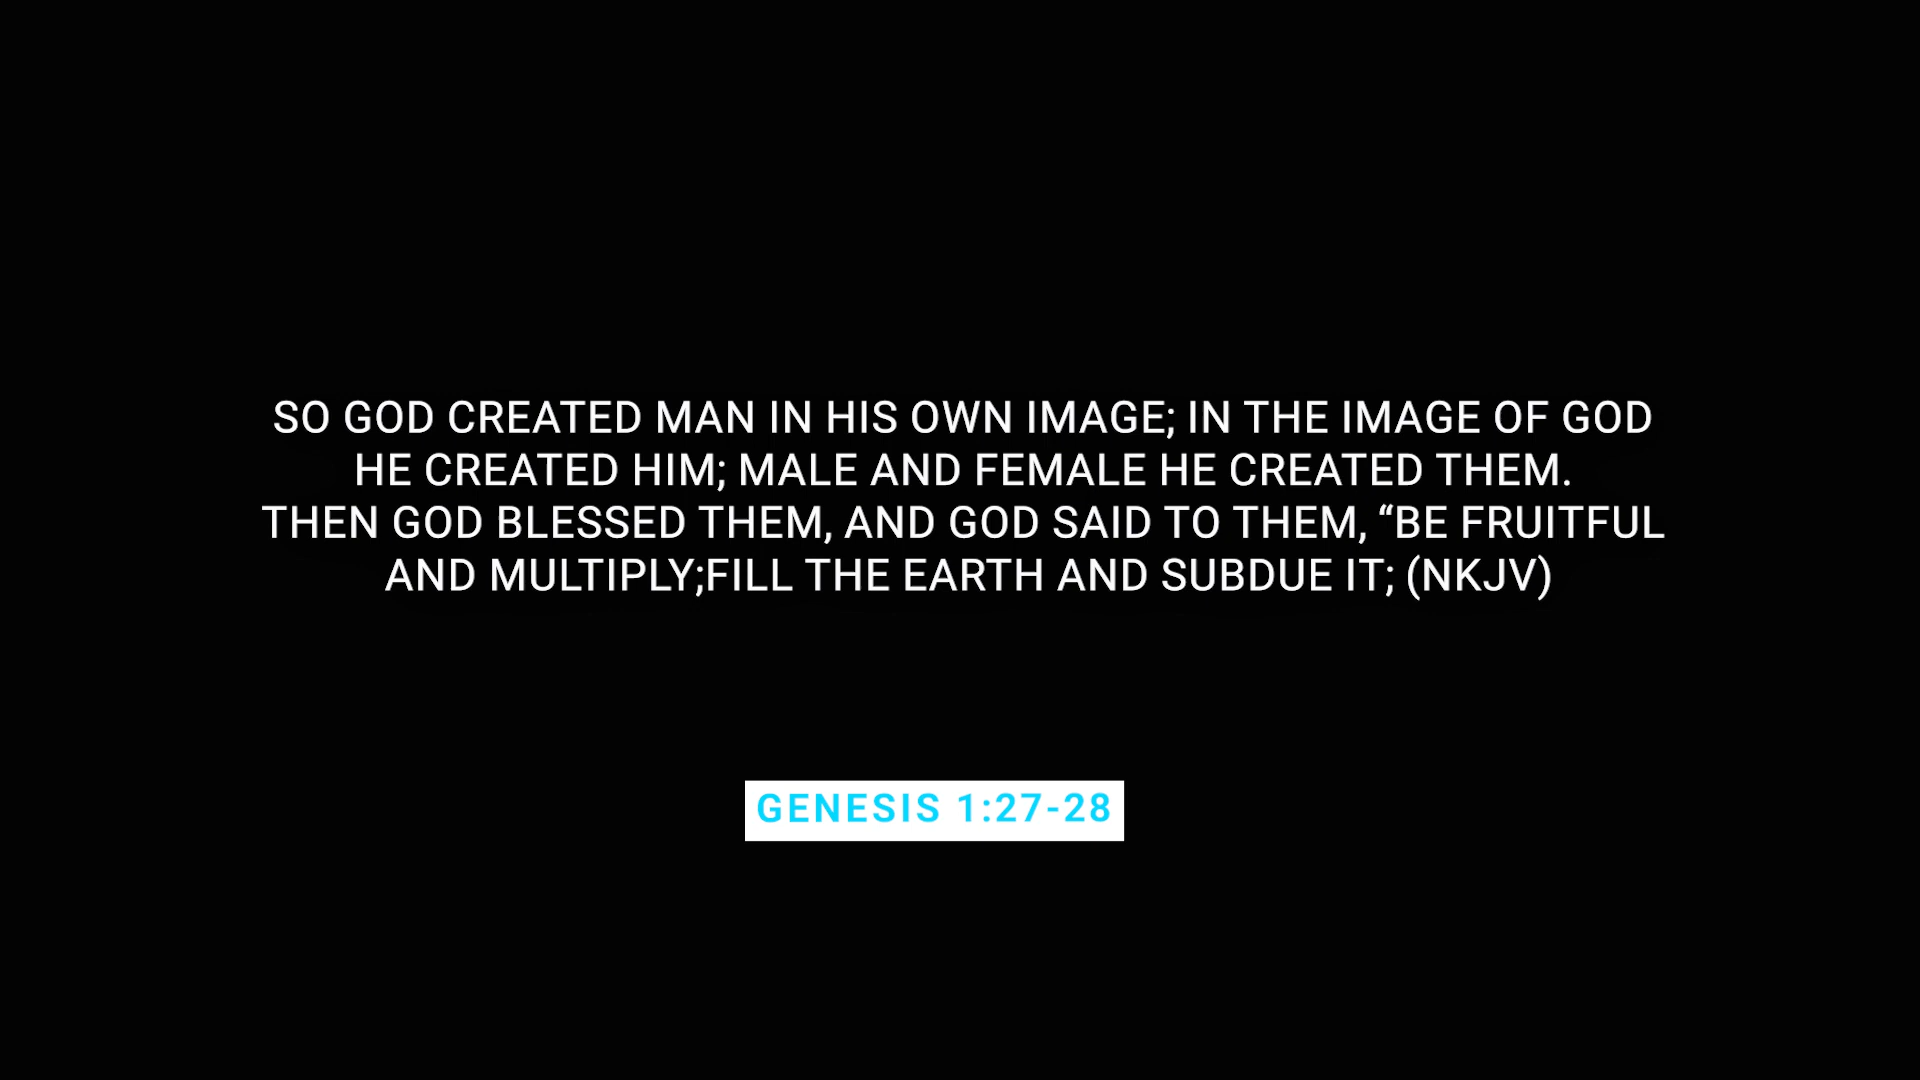 SO GOD CREATED MAN IN HIS OWN IMAGE; IN THE IMAGE OF GOD
HE CREATED HIM; MALE AND FEMALE HE CREATED THEM.
THEN GOD BLESSED THEM, AND GOD SAID TO THEM, “BE FRUITFUL
AND MULTIPLY;FILL THE EARTH AND SUBDUE IT; (NKJV)
GENESIS 1:27-28